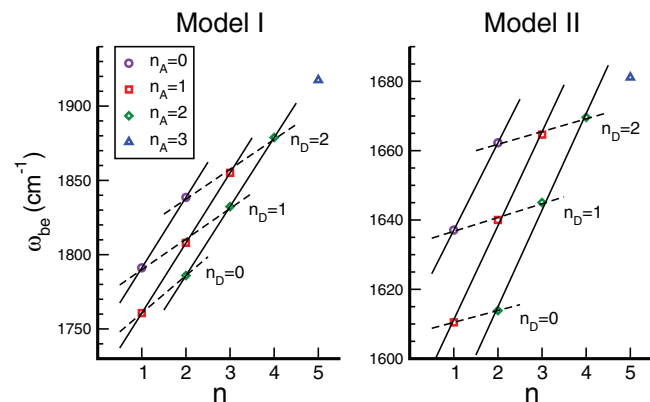 Model I
Model II
n_A=0
n_A=1
n_A=2
n_A=3
ω_be (cm⁻¹)
1900
1850
1800
1750
n_D=2
n_D=1
n_D=0
1 2 3 4 5
n
1680
1660
1640
1620
1600
n_D=2
n_D=1
n_D=0
1 2 3 4 5
n